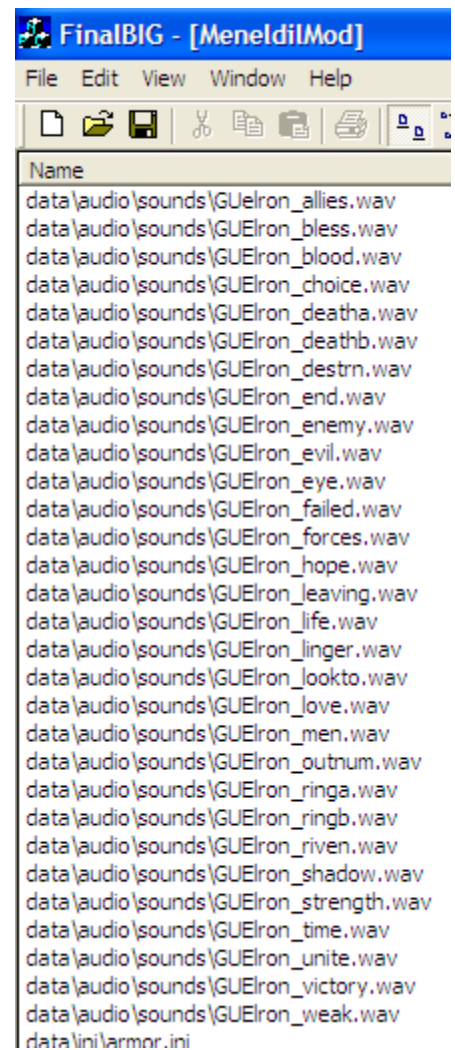 FinalBIG - [MeneldilMod]
File Edit View Window Help
Name
data\audio\sounds\GUelron_allies.wav
data\audio\sounds\GUElron_bless.wav
data\audio\sounds\GUElron_blood.wav
data\audio\sounds\GUElron_choice.wav
data\audio\sounds\GUElron_deatha.wav
data\audio\sounds\GUElron_deathb.wav
data\audio\sounds\GUElron_destrn.wav
data\audio\sounds\GUElron_end.wav
data\audio\sounds\GUElron_enemy.wav
data\audio\sounds\GUElron_evil.wav
data\audio\sounds\GUElron_eye.wav
data\audio\sounds\GUElron_failed.wav
data\audio\sounds\GUElron_forces.wav
data\audio\sounds\GUElron_hope.wav
data\audio\sounds\GUElron_leaving.wav
data\audio\sounds\GUElron_life.wav
data\audio\sounds\GUElron_linger.wav
data\audio\sounds\GUElron_lookto.wav
data\audio\sounds\GUElron_love.wav
data\audio\sounds\GUElron_men.wav
data\audio\sounds\GUElron_outnum.wav
data\audio\sounds\GUElron_ringa.wav
data\audio\sounds\GUElron_ringb.wav
data\audio\sounds\GUElron_riven.wav
data\audio\sounds\GUElron_shadow.wav
data\audio\sounds\GUElron_strength.wav
data\audio\sounds\GUElron_time.wav
data\audio\sounds\GUElron_unite.wav
data\audio\sounds\GUElron_victory.wav
data\audio\sounds\GUElron_weak.wav
data\ini\armor.ini